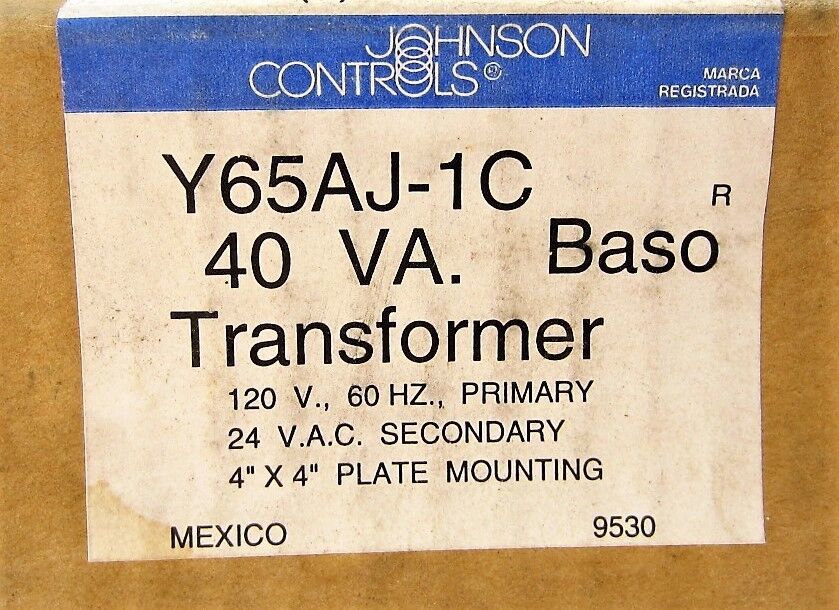 JOHNSON
CONTROLS®
MARCA
REGISTRADA
Y65AJ-1C
R
40 VA. Baso
Transformer
120 V., 60 HZ., PRIMARY
24 V.A.C. SECONDARY
4" X 4" PLATE MOUNTING
MEXICO 9530